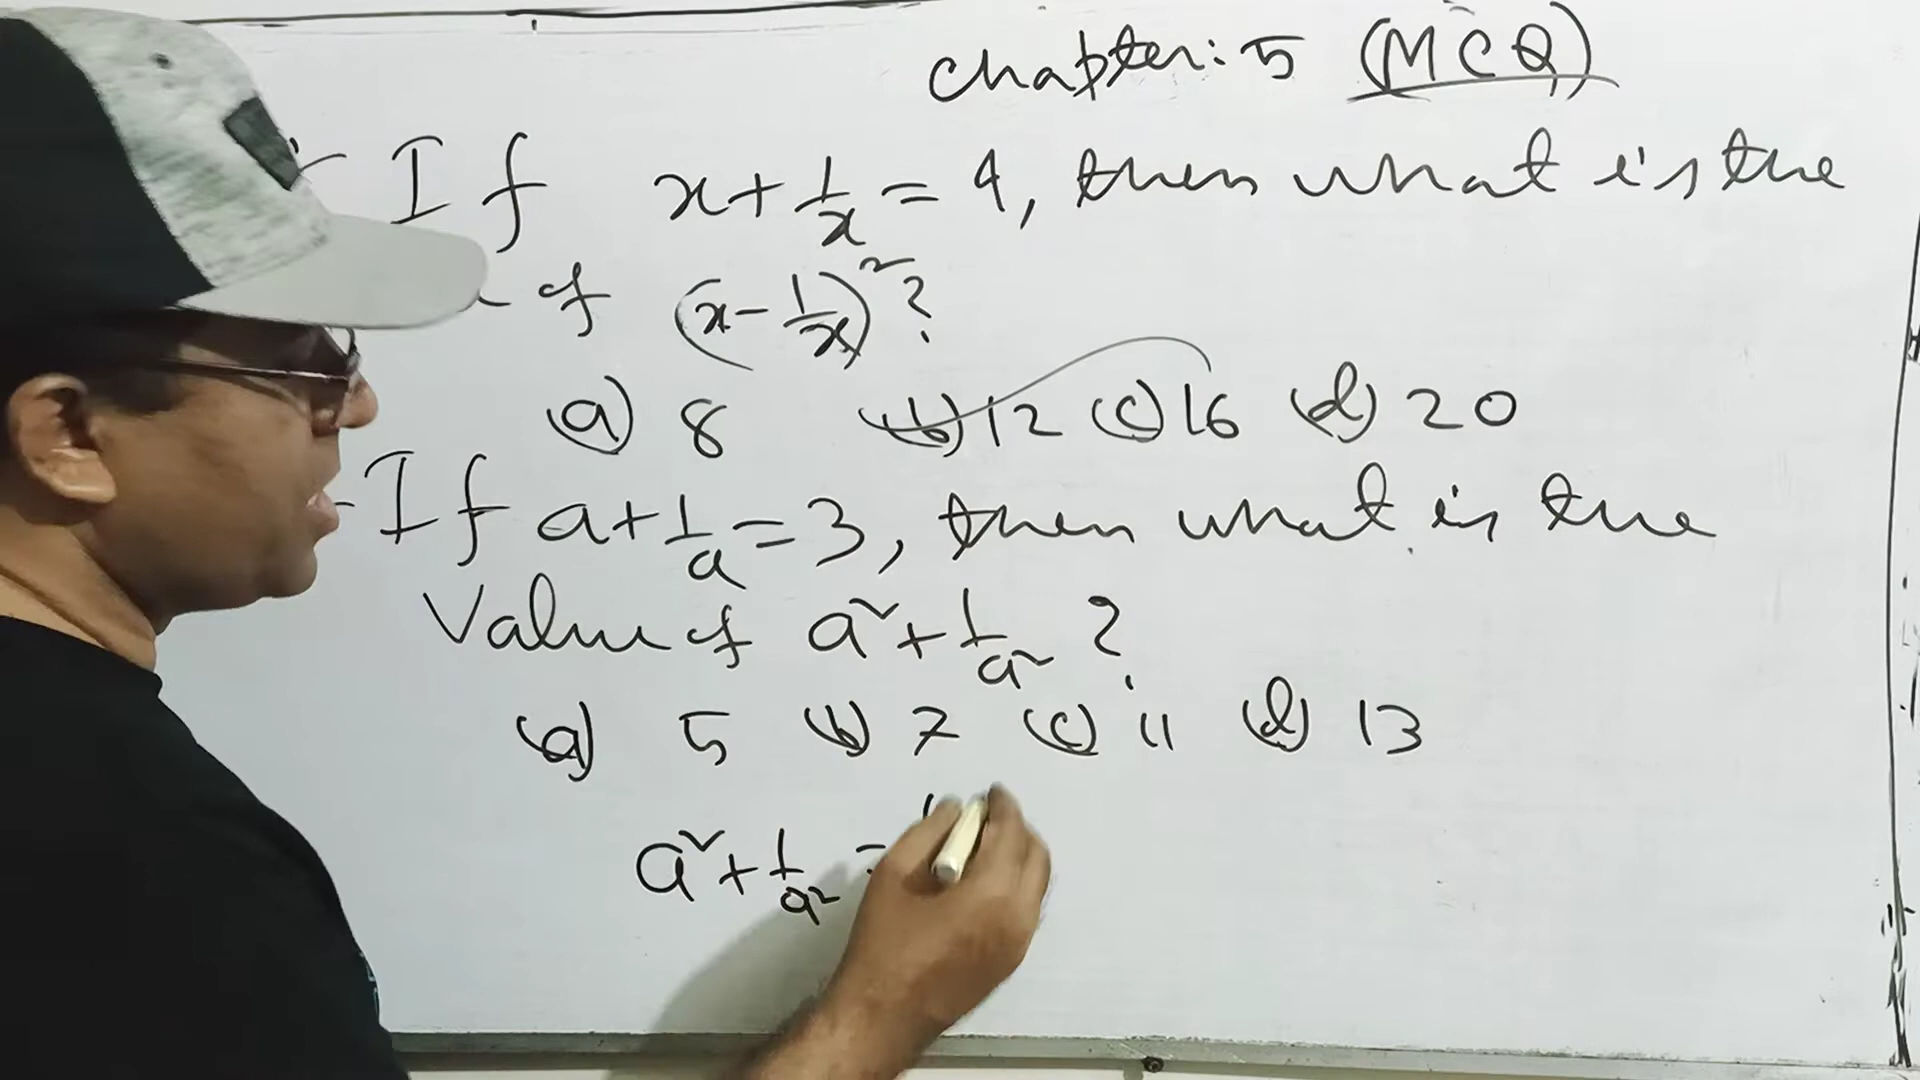 chapter: 5 (MCQ)
If x + 1/x = 4, then what is the
of (x - 1/x)²?
(a) 8 (b) 12 (c) 16 (d) 20
If a + 1/a = 3, then what is the
Value of a² + 1/a² ?
(a) 5 (b) 7 (c) 11 (d) 13
a² + 1/a² =